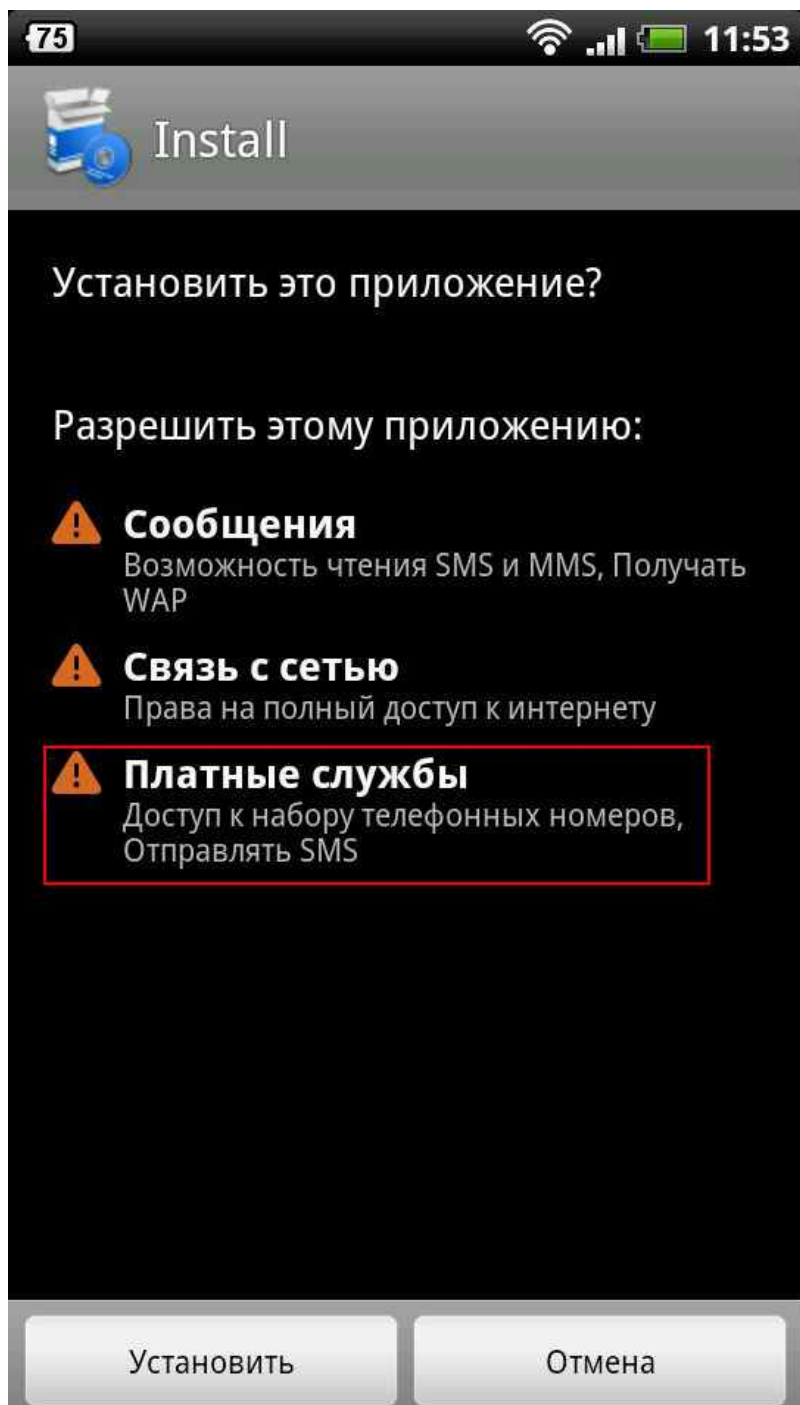 75
11:53
Install
Установить это приложение?
Разрешить этому приложению:
Сообщения
Возможность чтения SMS и MMS, Получать
WAP
Связь с сетью
Права на полный доступ к интернету
Платные службы
Доступ к набору телефонных номеров,
Отправлять SMS
Установить
Отмена